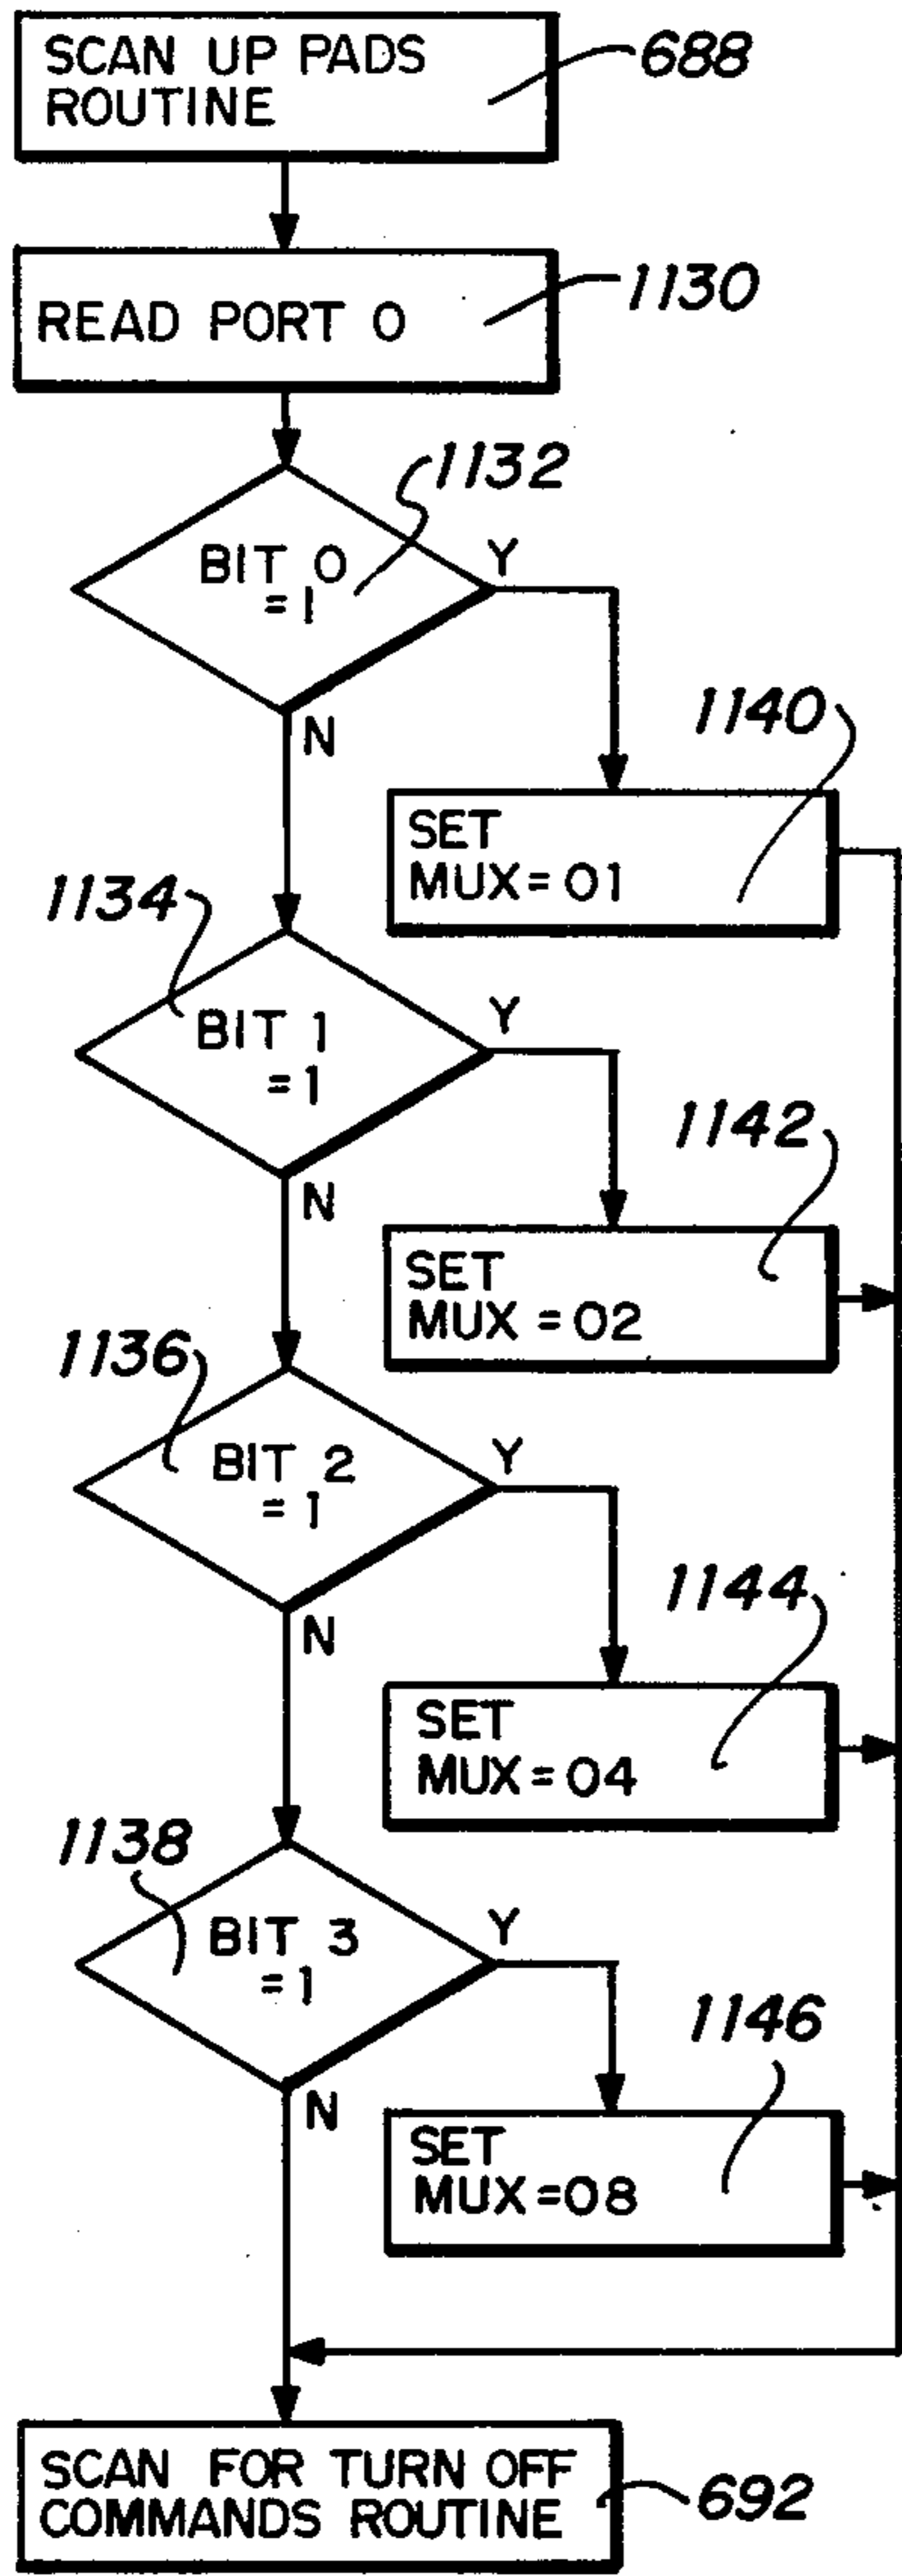 SCAN UP PADS
ROUTINE
688
READ PORT 0
1130
1132
BIT 0
=1
Y
N
1140
SET
MUX=01
1134
BIT 1
=1
Y
N
1142
SET
MUX=02
1136
BIT 2
=1
Y
N
1144
SET
MUX=04
1138
BIT 3
=1
Y
N
1146
SET
MUX=08
SCAN FOR TURN OFF
COMMANDS ROUTINE
692